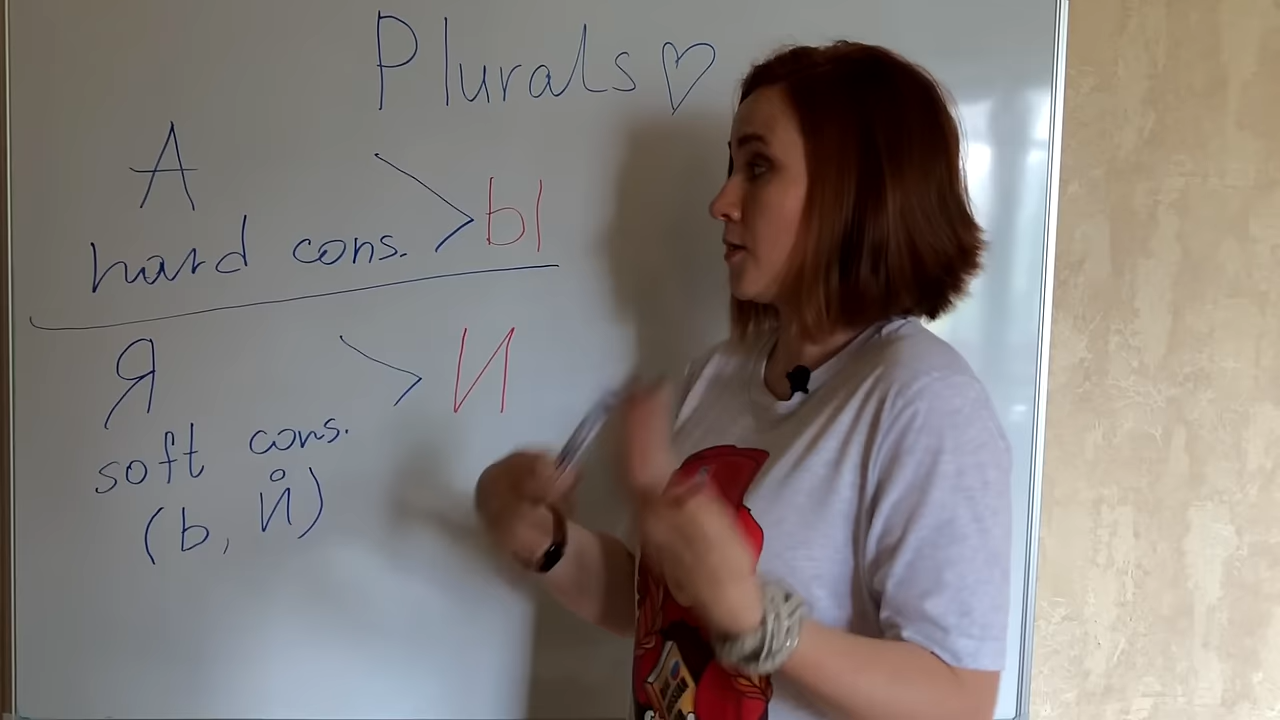 Plurals ♡
А
hard cons. > ы
Я > и
soft cons.
(ь, й)